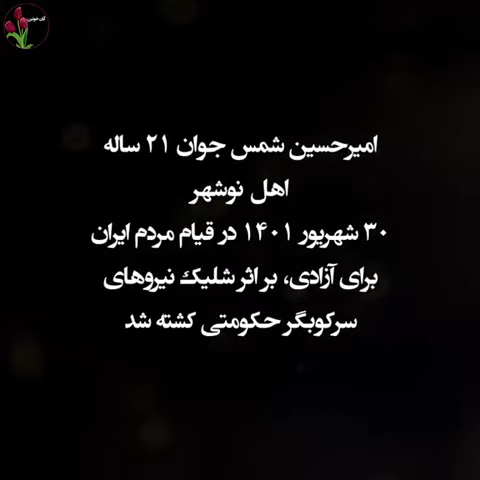 امیرحسین شمس جوان ۲۱ ساله
اهل نوشهر
۳۰ شهریور ۱۴۰۱ در قیام مردم ایران
برای آزادی، بر اثر شلیک نیروهای
سرکوبگر حکومتی کشته شد